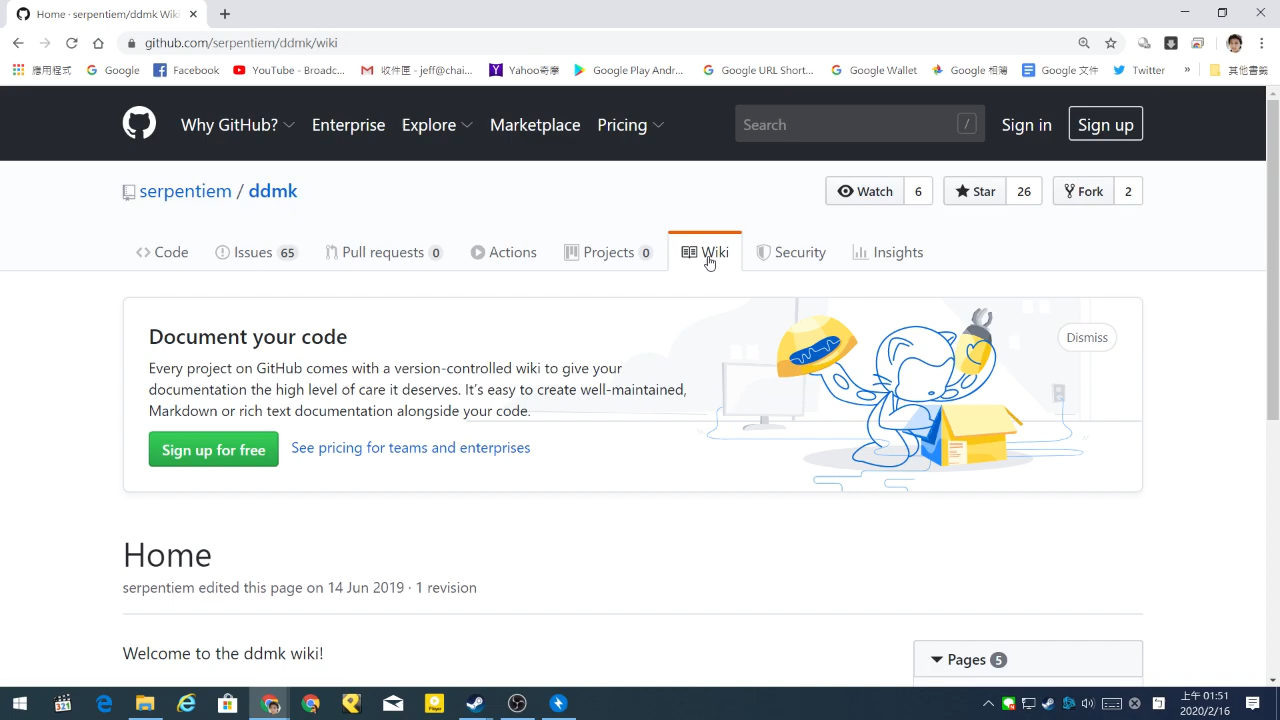 Home · serpentiem/ddmk Wiki
github.com/serpentiem/ddmk/wiki
應用程式 Google Facebook YouTube - Broadc... 收件匣 - jeff@chai... Yahoo奇摩 Google Play Andr... Google URL Short... Google Wallet Google 相簿 Google 文件 Twitter » 其他書籤
Why GitHub? Enterprise Explore Marketplace Pricing Search / Sign in Sign up
serpentiem / ddmk
Watch 6 Star 26 Fork 2
Code Issues 65 Pull requests 0 Actions Projects 0 Wiki Security Insights
Document your code
Dismiss
Every project on GitHub comes with a version-controlled wiki to give your
documentation the high level of care it deserves. It's easy to create well-maintained,
Markdown or rich text documentation alongside your code.
Sign up for free See pricing for teams and enterprises
Home
serpentiem edited this page on 14 Jun 2019 · 1 revision
Welcome to the ddmk wiki!
Pages 5
321
Player
上午 01:51
2020/2/16